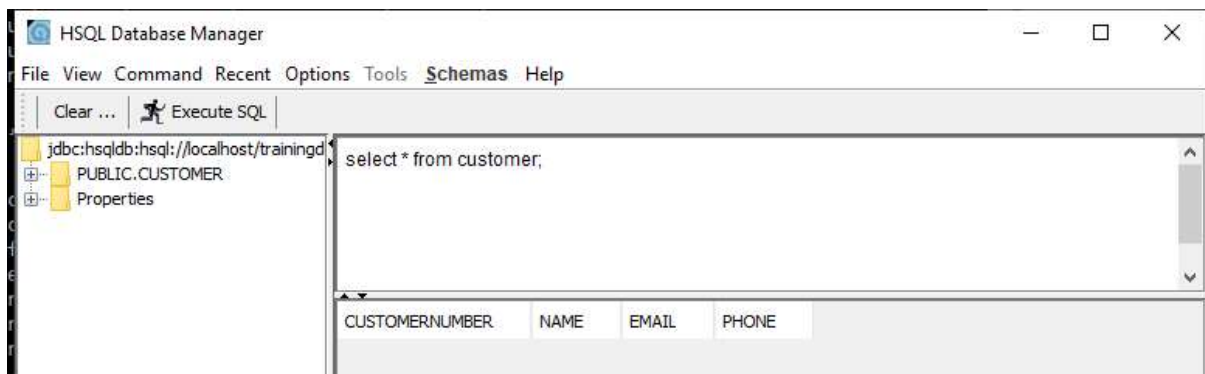 HSQL Database Manager
File View Command Recent Options Tools Schemas Help
Clear ... Execute SQL
jdbc:hsqldb:hsql://localhost/trainingd
PUBLIC.CUSTOMER
Properties
select * from customer;
CUSTOMERNUMBER NAME EMAIL PHONE